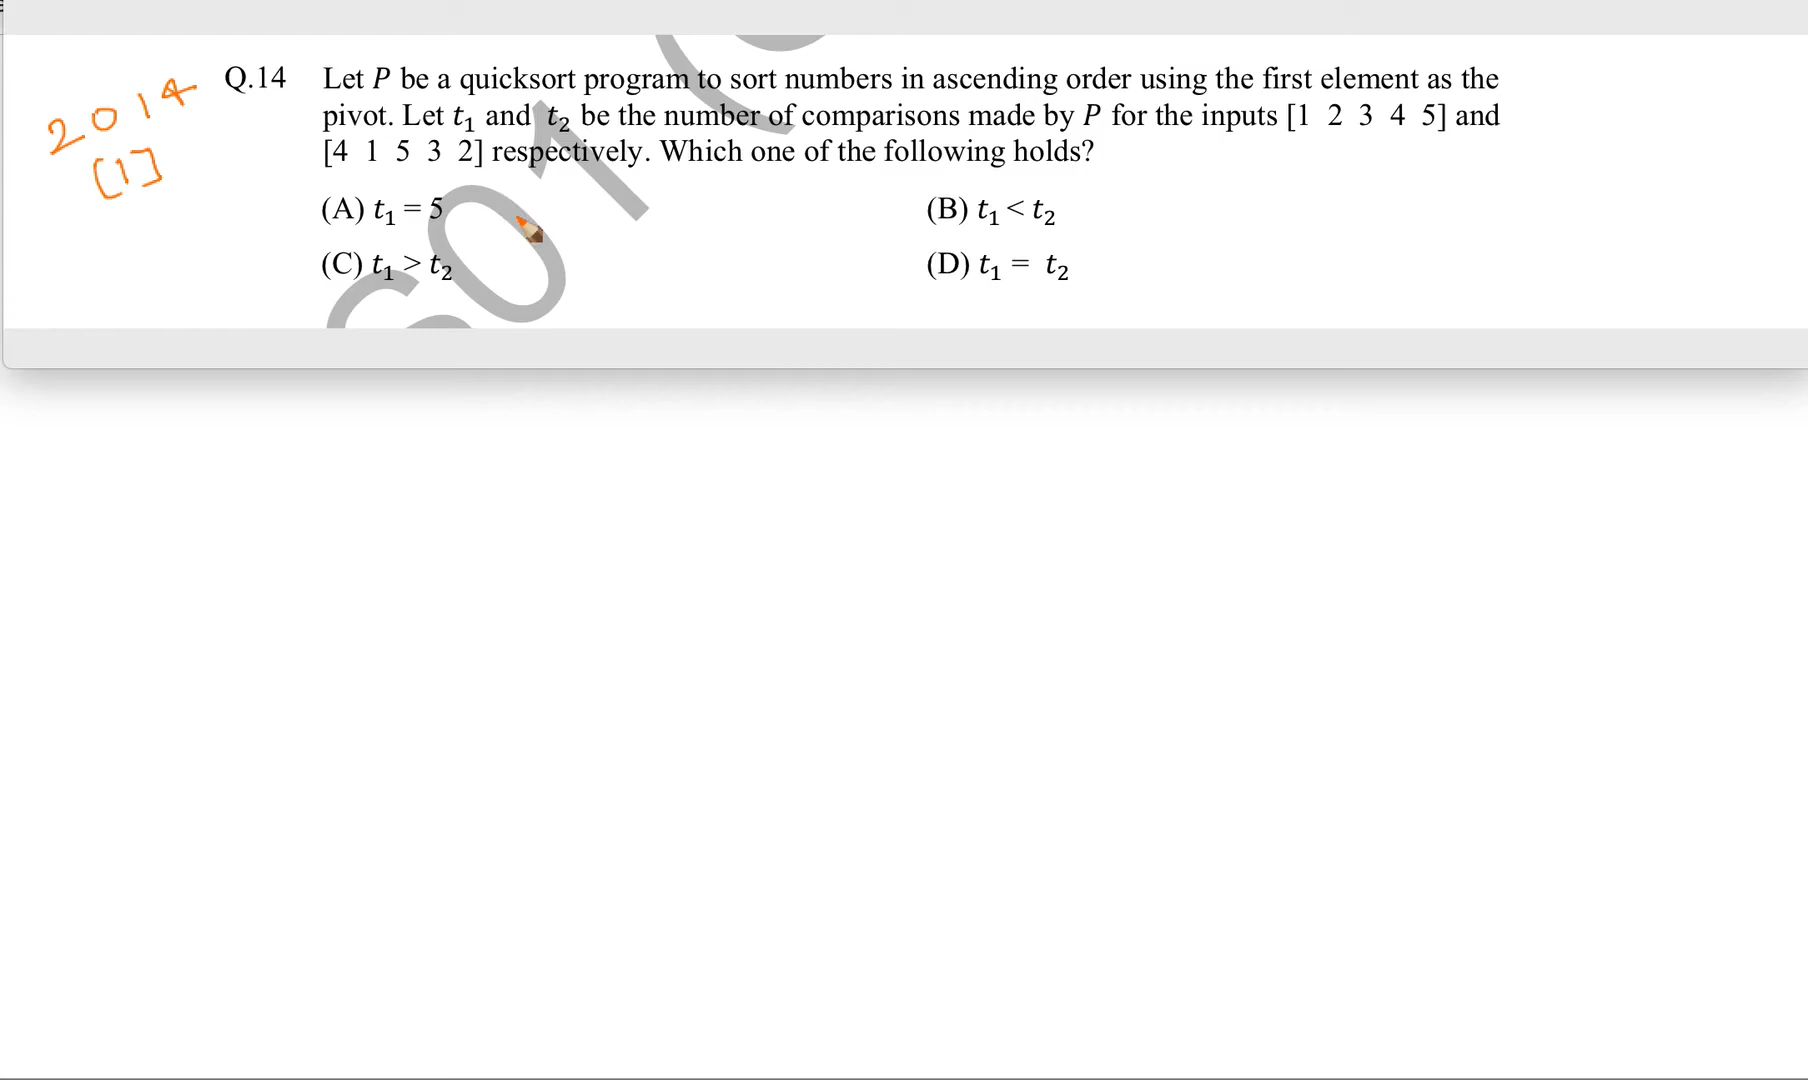 2014
[1]
Q.14 Let P be a quicksort program to sort numbers in ascending order using the first element as the
pivot. Let t₁ and t₂ be the number of comparisons made by P for the inputs [1 2 3 4 5] and
[4 1 5 3 2] respectively. Which one of the following holds?
(A) t₁ = 5 (B) t₁ < t₂
(C) t₁ > t₂ (D) t₁ = t₂